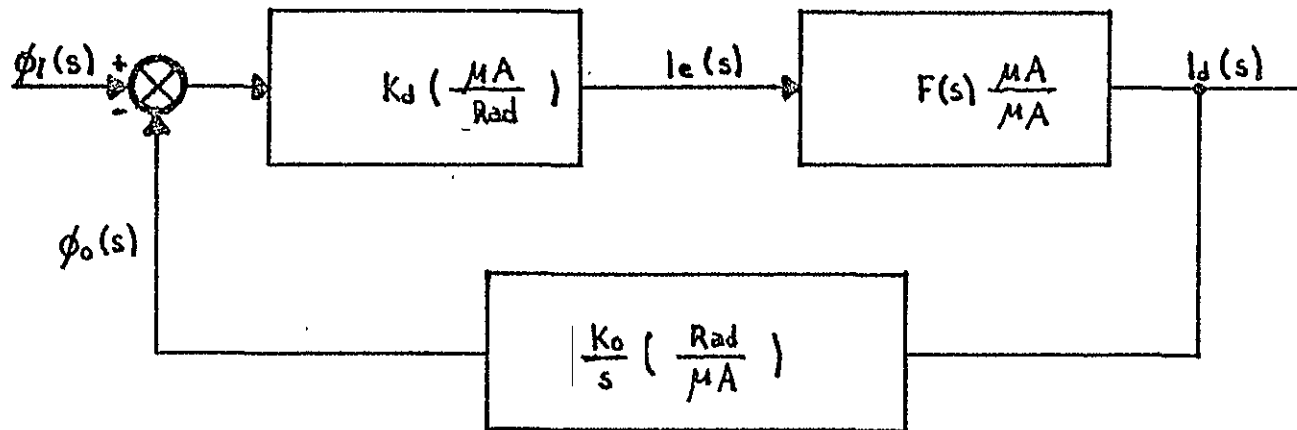 ϕI(s)
+
-
Kd ( μA / Rad )
Ie(s)
F(s) μA / μA
Id(s)
ϕo(s)
Ko / s ( Rad / μA )